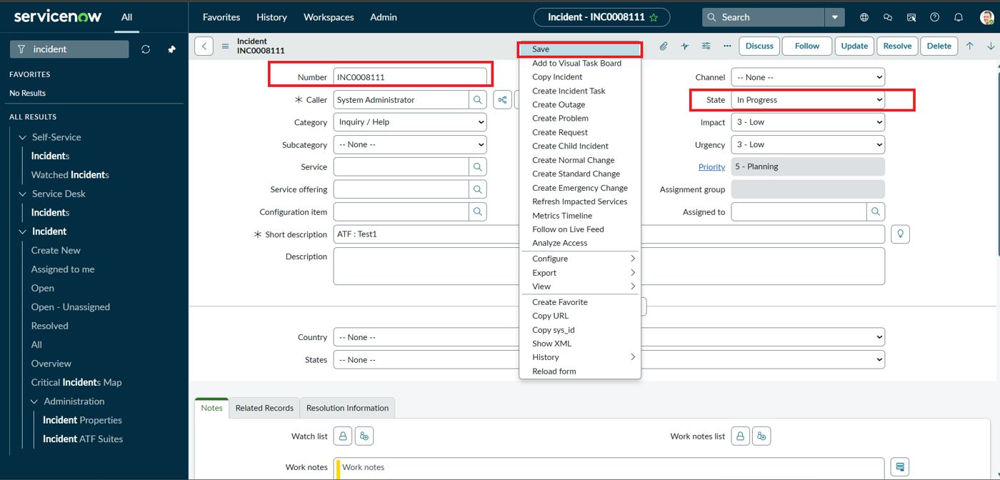 servicenow All Favorites History Workspaces Admin Incident - INC0008111 Search
incident
FAVORITES
No Results
ALL RESULTS
Self-Service
Incidents
Watched Incidents
Service Desk
Incidents
Incident
Create New
Assigned to me
Open
Open - Unassigned
Resolved
All
Overview
Critical Incidents Map
Administration
Incident Properties
Incident ATF Suites
Incident
INC0008111
Discuss Follow Update Resolve Delete
Number INC0008111
Caller System Administrator
Category Inquiry / Help
Subcategory -- None --
Service
Service offering
Configuration item
Short description ATF : Test1
Description
Channel -- None --
State In Progress
Impact 3 - Low
Urgency 3 - Low
Priority 5 - Planning
Assignment group
Assigned to
Save
Add to Visual Task Board
Copy Incident
Create Incident Task
Create Outage
Create Problem
Create Request
Create Child Incident
Create Normal Change
Create Standard Change
Create Emergency Change
Refresh Impacted Services
Metrics Timeline
Follow on Live Feed
Analyze Access
Configure
Export
View
Create Favorite
Copy URL
Copy sys_id
Show XML
History
Reload form
Country -- None --
States -- None --
Notes Related Records Resolution Information
Watch list Work notes list
Work notes Work notes